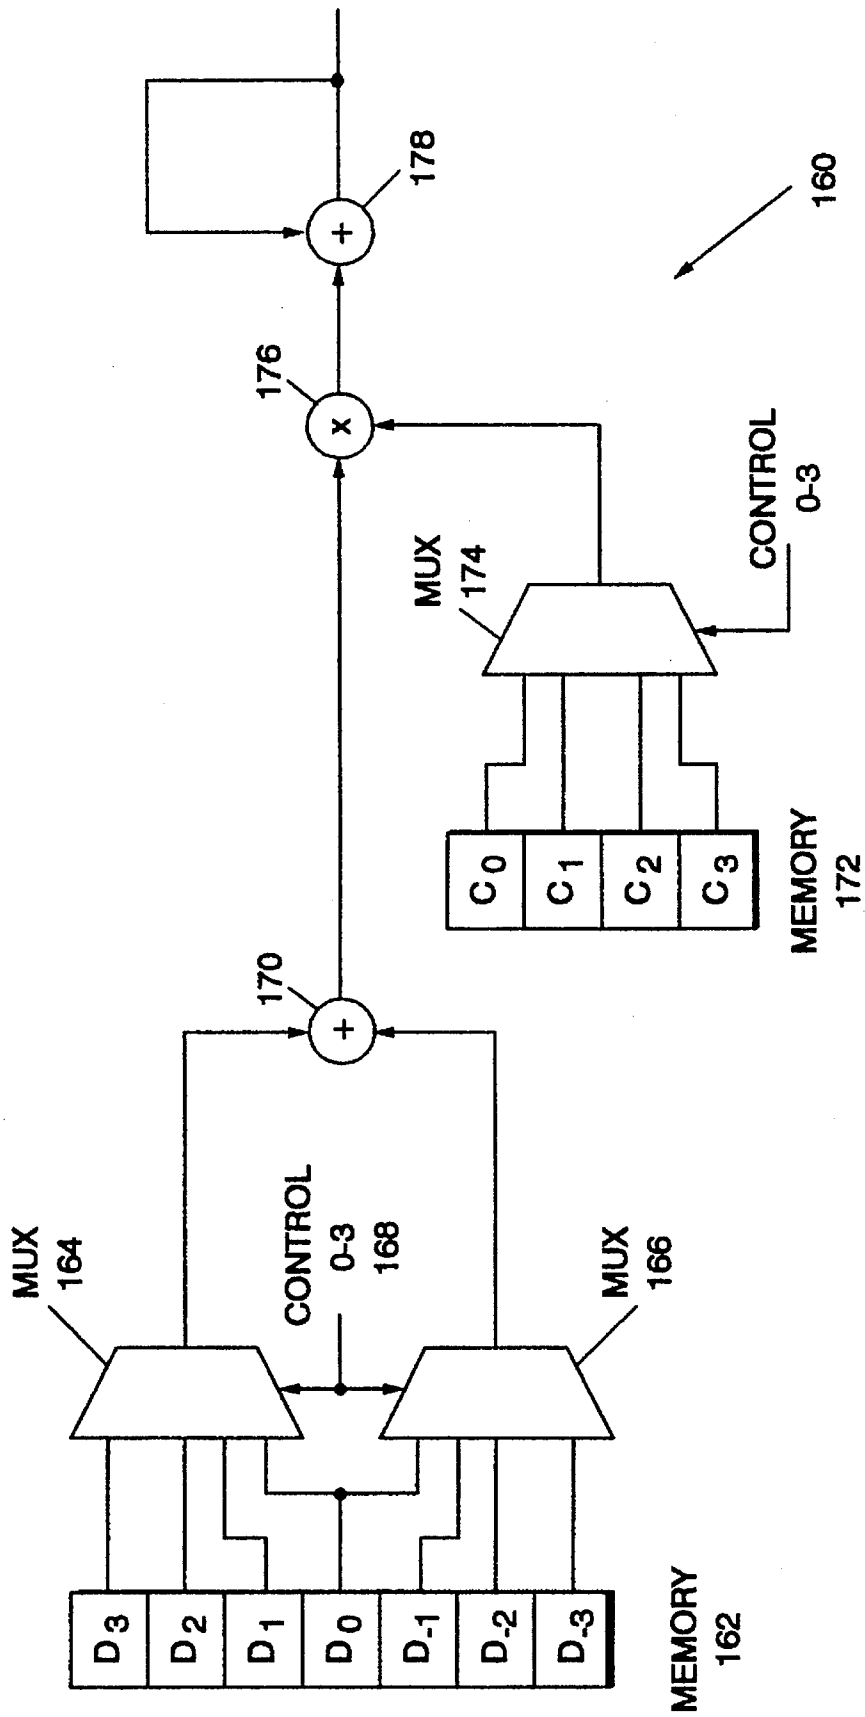 D3
D2
D1
D0
D-1
D-2
D-3
MEMORY
162
MUX
164
CONTROL
0-3
168
MUX
166
+
170
C0
C1
C2
C3
MEMORY
172
MUX
174
CONTROL
0-3
x
176
+
178
160